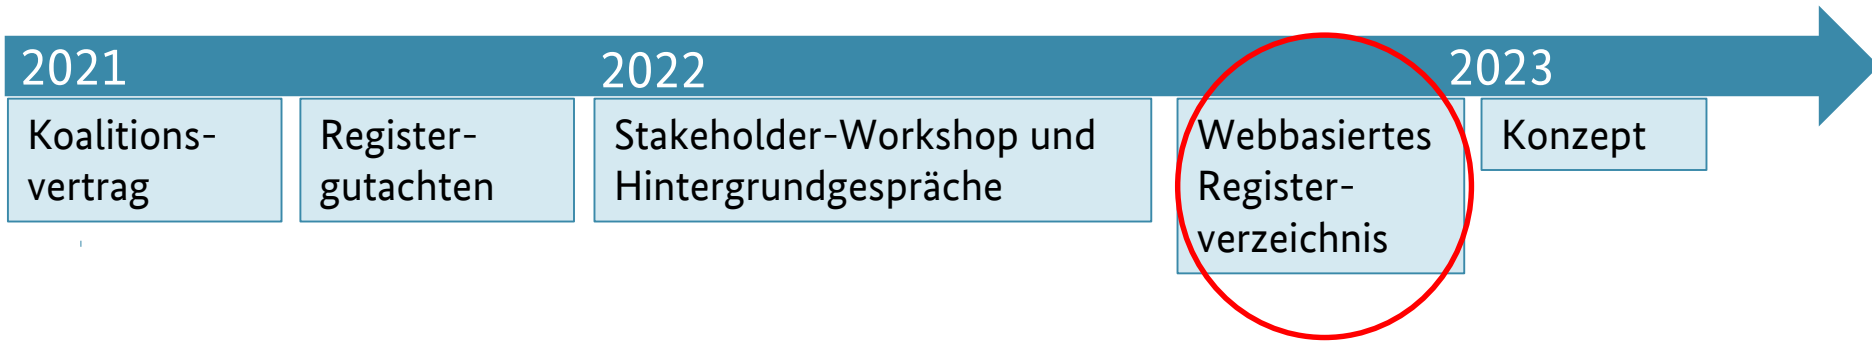 2021
2022
2023
Koalitions-
vertrag
Register-
gutachten
Stakeholder-Workshop und
Hintergrundgespräche
Webbasiertes
Register-
verzeichnis
Konzept